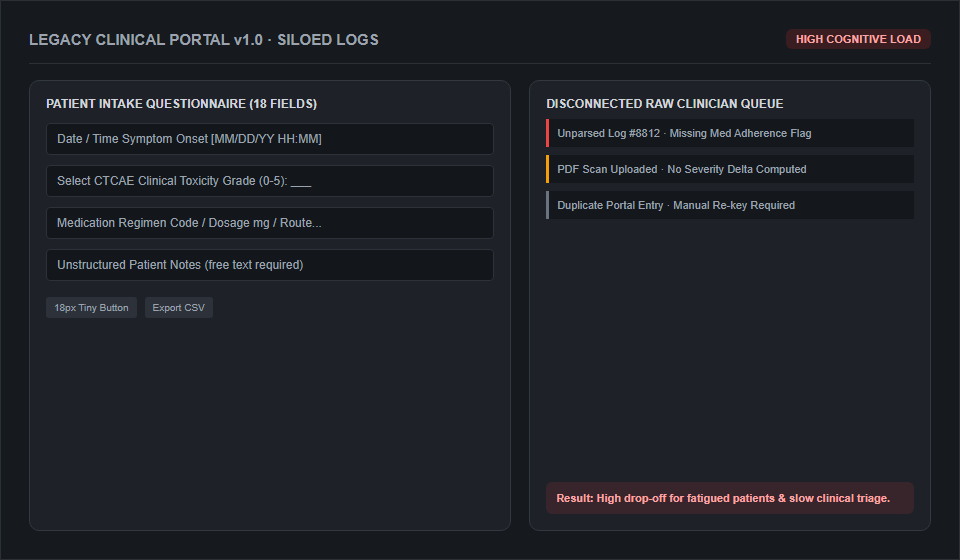 LEGACY CLINICAL PORTAL v1.0 · SILOED LOGS
HIGH COGNITIVE LOAD
PATIENT INTAKE QUESTIONNAIRE (18 FIELDS)
Date / Time Symptom Onset [MM/DD/YY HH:MM]
Select CTCAE Clinical Toxicity Grade (0-5): ___
Medication Regimen Code / Dosage mg / Route...
Unstructured Patient Notes (free text required)
18px Tiny Button
Export CSV
DISCONNECTED RAW CLINICIAN QUEUE
Unparsed Log #8812 · Missing Med Adherence Flag
PDF Scan Uploaded · No Severity Delta Computed
Duplicate Portal Entry · Manual Re-key Required
Result: High drop-off for fatigued patients & slow clinical triage.